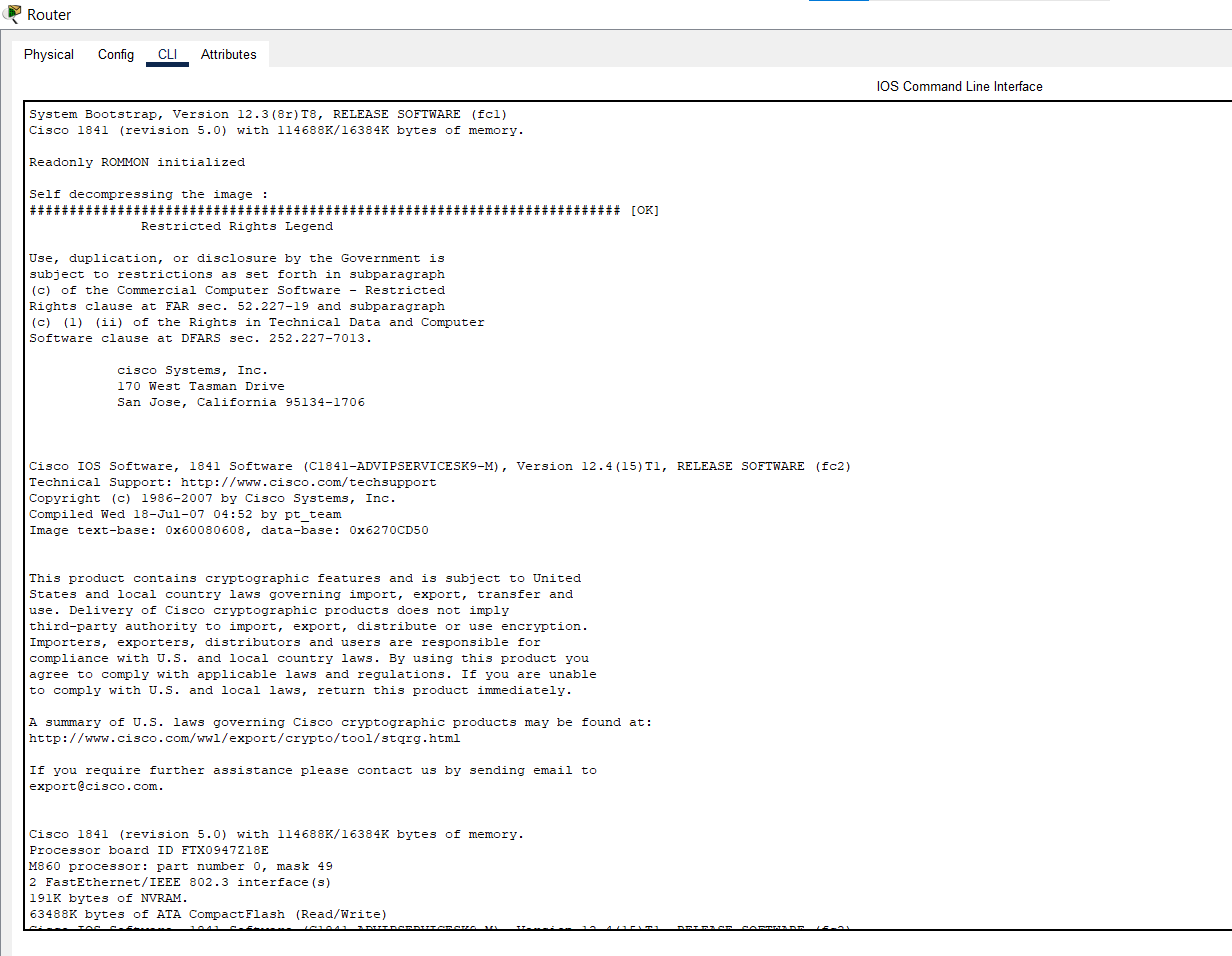 Router
Physical Config CLI Attributes
IOS Command Line Interface
System Bootstrap, Version 12.3(8r)T8, RELEASE SOFTWARE (fc1)
Cisco 1841 (revision 5.0) with 114688K/16384K bytes of memory.
Readonly ROMMON initialized
Self decompressing the image :
########################################################################## [OK]
Restricted Rights Legend
Use, duplication, or disclosure by the Government is
subject to restrictions as set forth in subparagraph
(c) of the Commercial Computer Software - Restricted
Rights clause at FAR sec. 52.227-19 and subparagraph
(c) (1) (ii) of the Rights in Technical Data and Computer
Software clause at DFARS sec. 252.227-7013.
cisco Systems, Inc.
170 West Tasman Drive
San Jose, California 95134-1706
Cisco IOS Software, 1841 Software (C1841-ADVIPSERVICESK9-M), Version 12.4(15)T1, RELEASE SOFTWARE (fc2)
Technical Support: http://www.cisco.com/techsupport
Copyright (c) 1986-2007 by Cisco Systems, Inc.
Compiled Wed 18-Jul-07 04:52 by pt_team
Image text-base: 0x60080608, data-base: 0x6270CD50
This product contains cryptographic features and is subject to United
States and local country laws governing import, export, transfer and
use. Delivery of Cisco cryptographic products does not imply
third-party authority to import, export, distribute or use encryption.
Importers, exporters, distributors and users are responsible for
compliance with U.S. and local country laws. By using this product you
agree to comply with applicable laws and regulations. If you are unable
to comply with U.S. and local laws, return this product immediately.
A summary of U.S. laws governing Cisco cryptographic products may be found at:
http://www.cisco.com/wwl/export/crypto/tool/stqrg.html
If you require further assistance please contact us by sending email to
export@cisco.com.
Cisco 1841 (revision 5.0) with 114688K/16384K bytes of memory.
Processor board ID FTX0947Z18E
M860 processor: part number 0, mask 49
2 FastEthernet/IEEE 802.3 interface(s)
191K bytes of NVRAM.
63488K bytes of ATA CompactFlash (Read/Write)
Cisco IOS Software, 1841 Software (C1841-ADVIPSERVICESK9-M), Version 12.4(15)T1, RELEASE SOFTWARE (fc2)